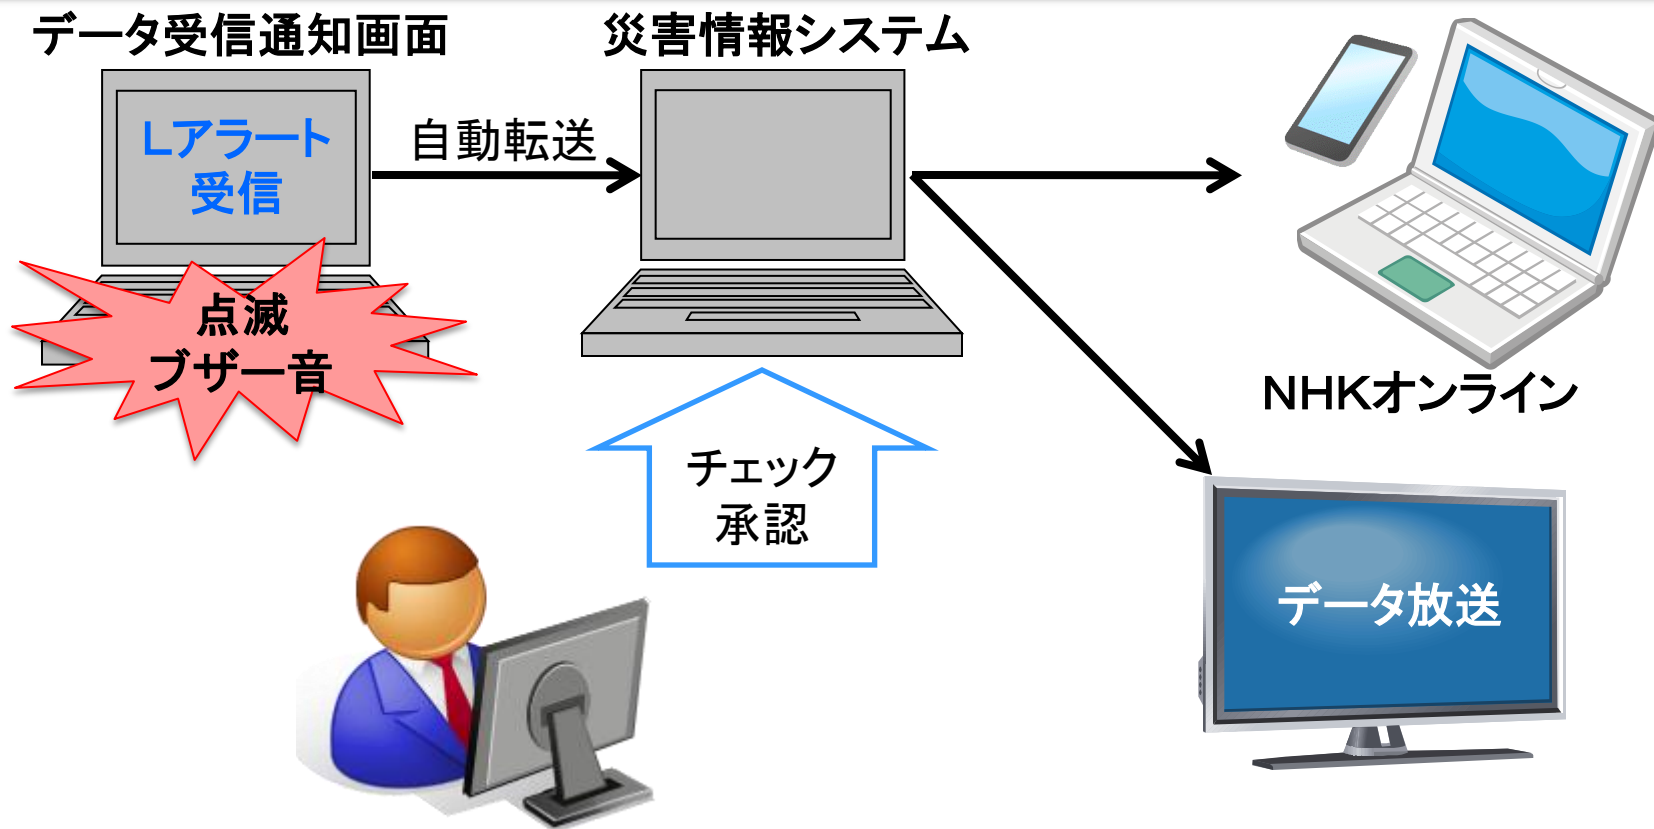 データ受信通知画面
災害情報システム
Lアラート
受信
自動転送
点滅
ブザー音
チェック
承認
NHKオンライン
データ放送